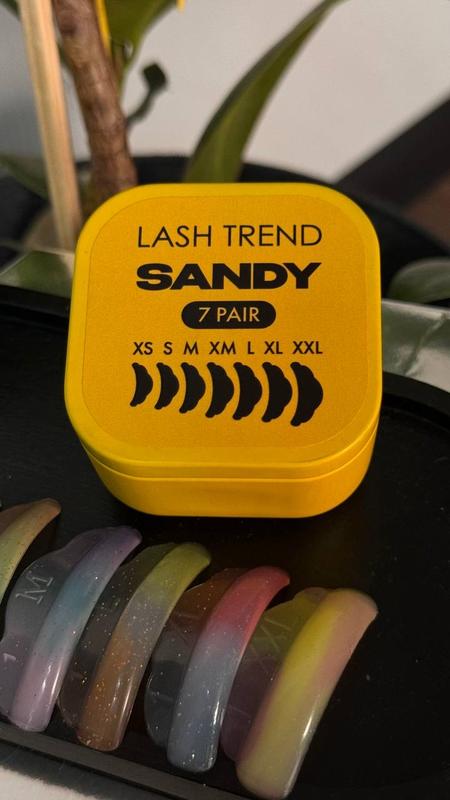 LASH TREND
SANDY
7 PAIR
XS S M XM L XL XXL
M